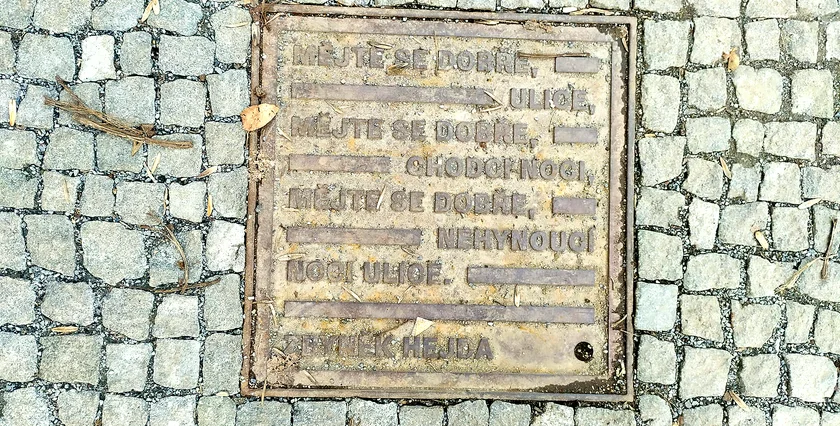 MĚJTE SE DOBŘE,
ULICE,
MĚJTE SE DOBŘE,
CHODCI NOCI,
MĚJTE SE DOBŘE,
NEHYNOUCÍ
NOCI ULICE.
ZBYNĚK HEJDA